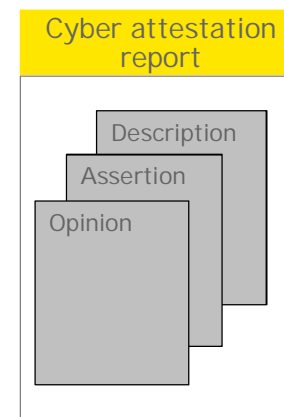 Cyber attestation
report
Description
Assertion
Opinion